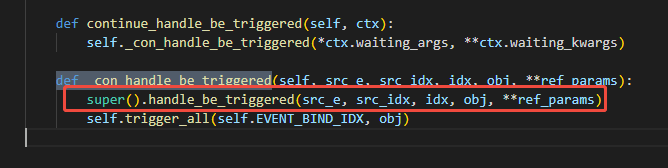 def continue_handle_be_triggered(self, ctx):
self._con_handle_be_triggered(*ctx.waiting_args, **ctx.waiting_kwargs)
def _con_handle_be_triggered(self, src_e, src_idx, idx, obj, **ref_params):
super().handle_be_triggered(src_e, src_idx, idx, obj, **ref_params)
self.trigger_all(self.EVENT_BIND_IDX, obj)